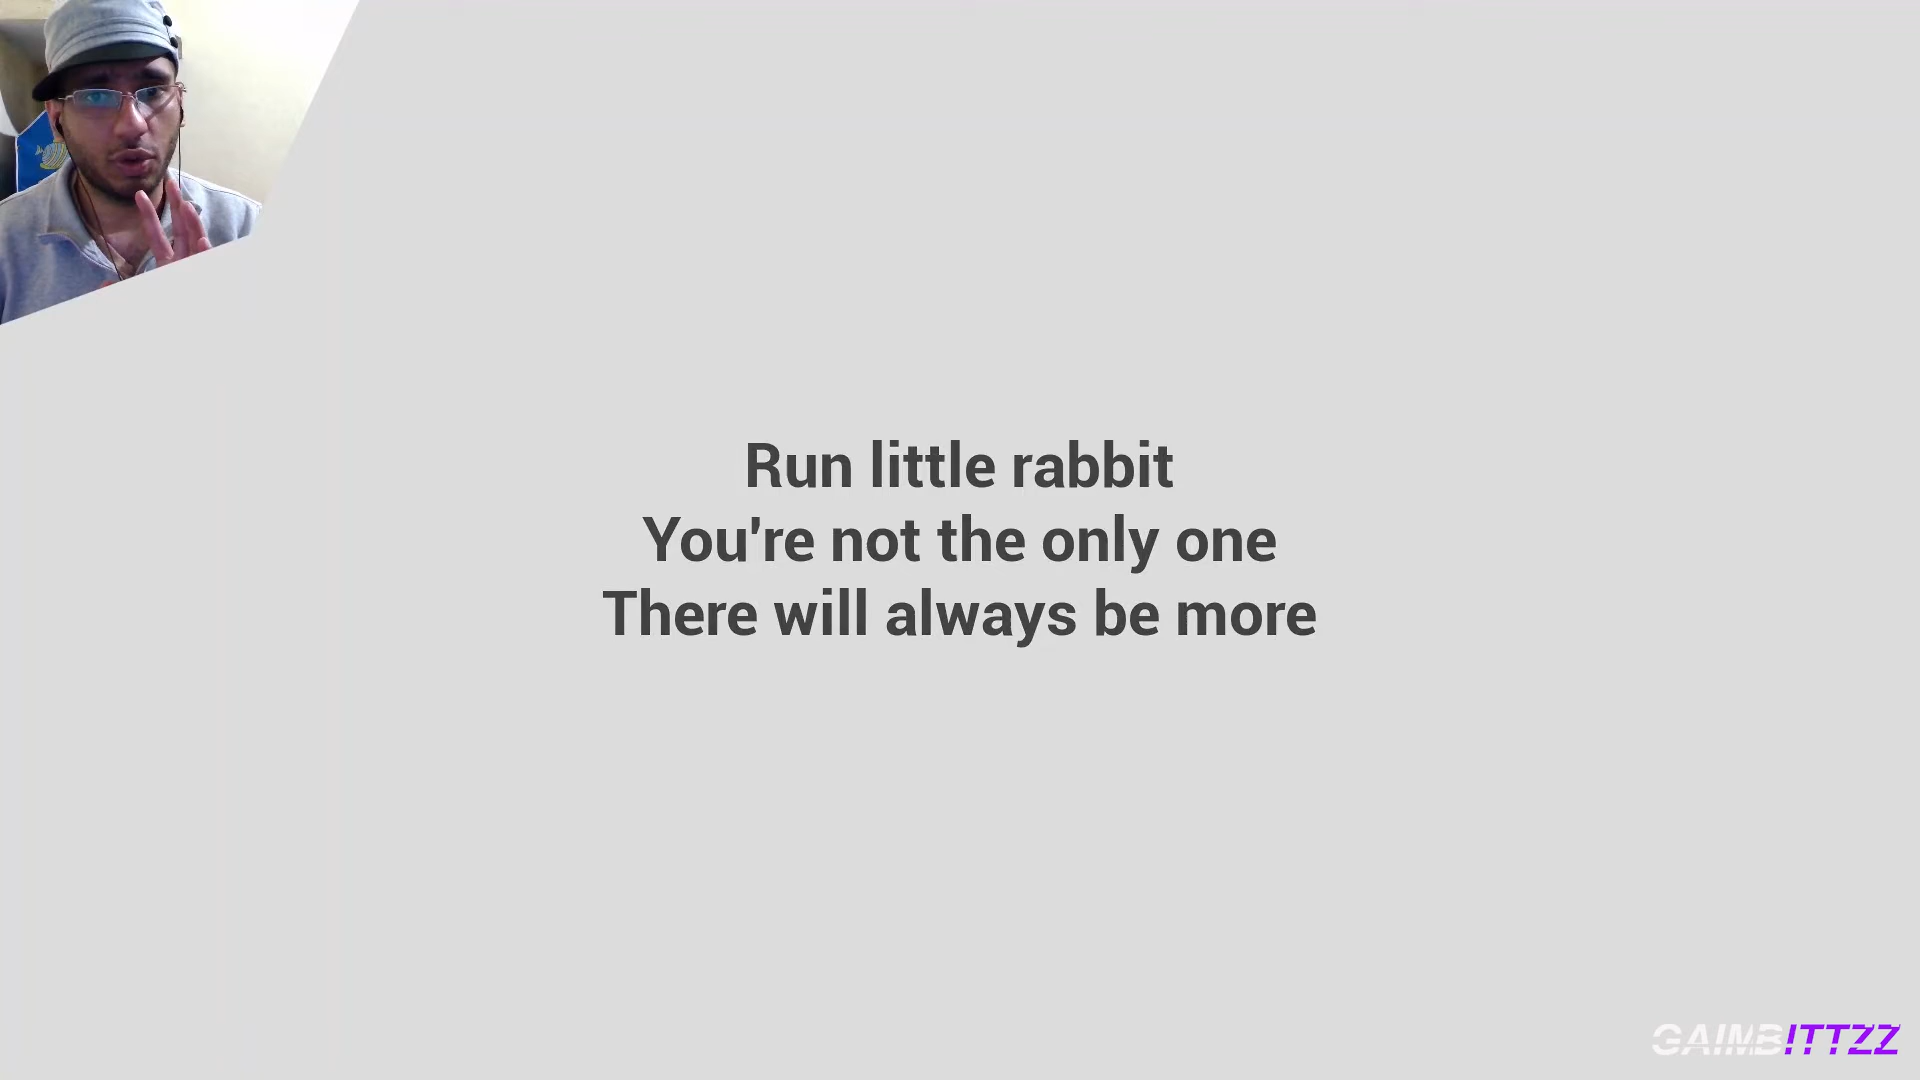 Run little rabbit
You're not the only one
There will always be more
GAIMBITTZZ